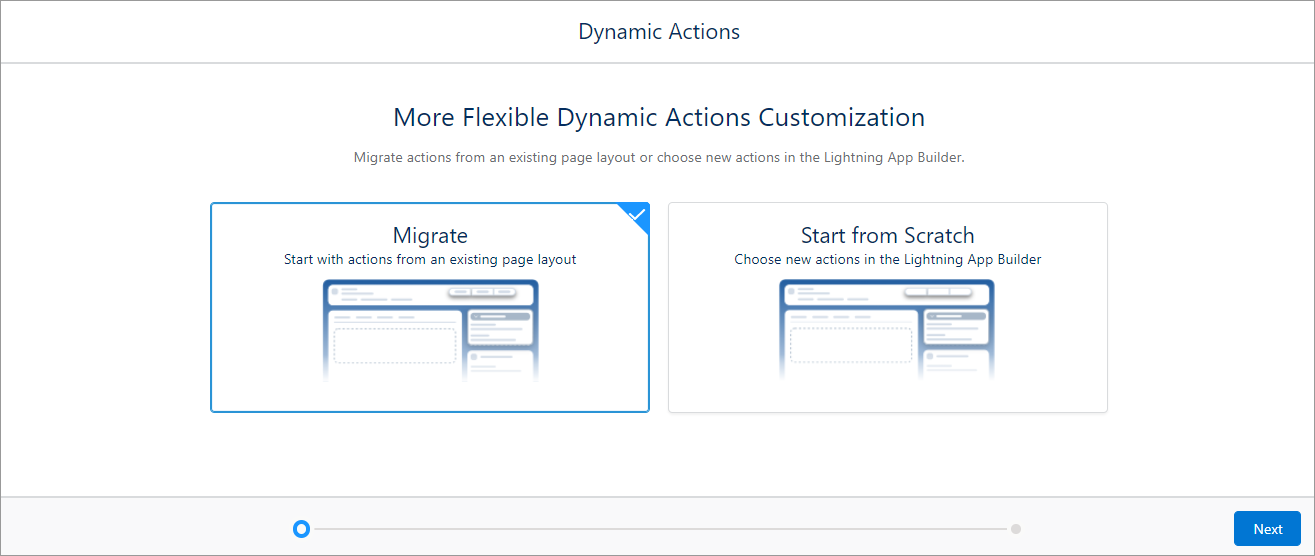 Dynamic Actions
More Flexible Dynamic Actions Customization
Migrate actions from an existing page layout or choose new actions in the Lightning App Builder.
Migrate
Start with actions from an existing page layout
Start from Scratch
Choose new actions in the Lightning App Builder
Next